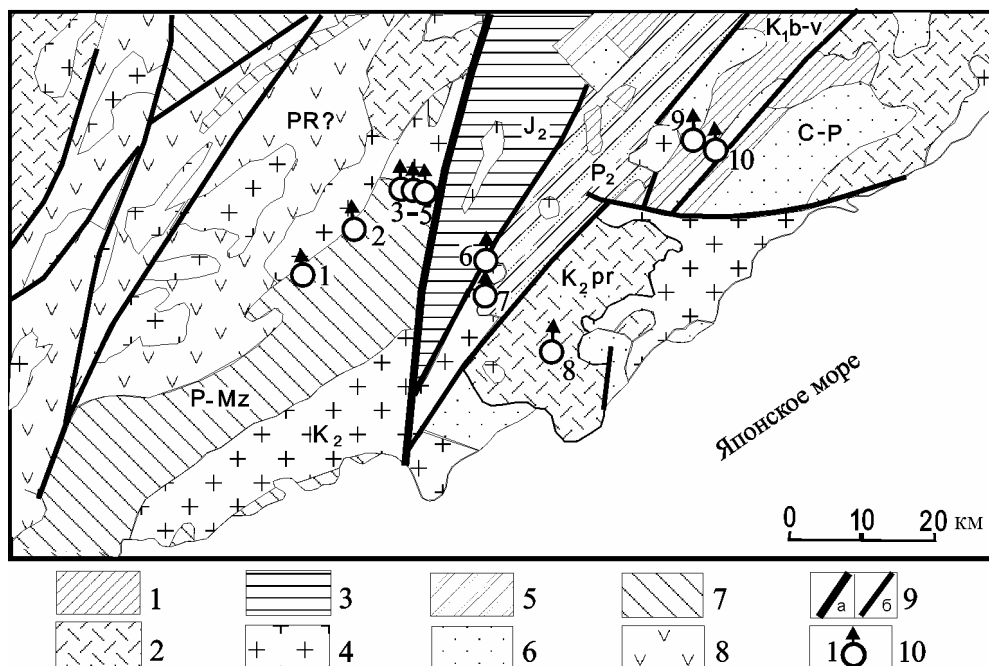 K₁b-v
PR?
J₂
9
C-P
10
P₂
3-5
2
6
1
K₂pr
7
8
P-Mz
K₂
Японское море
0 10 20 км
1 3 5 7 а б 9
2 4 6 8 1 10